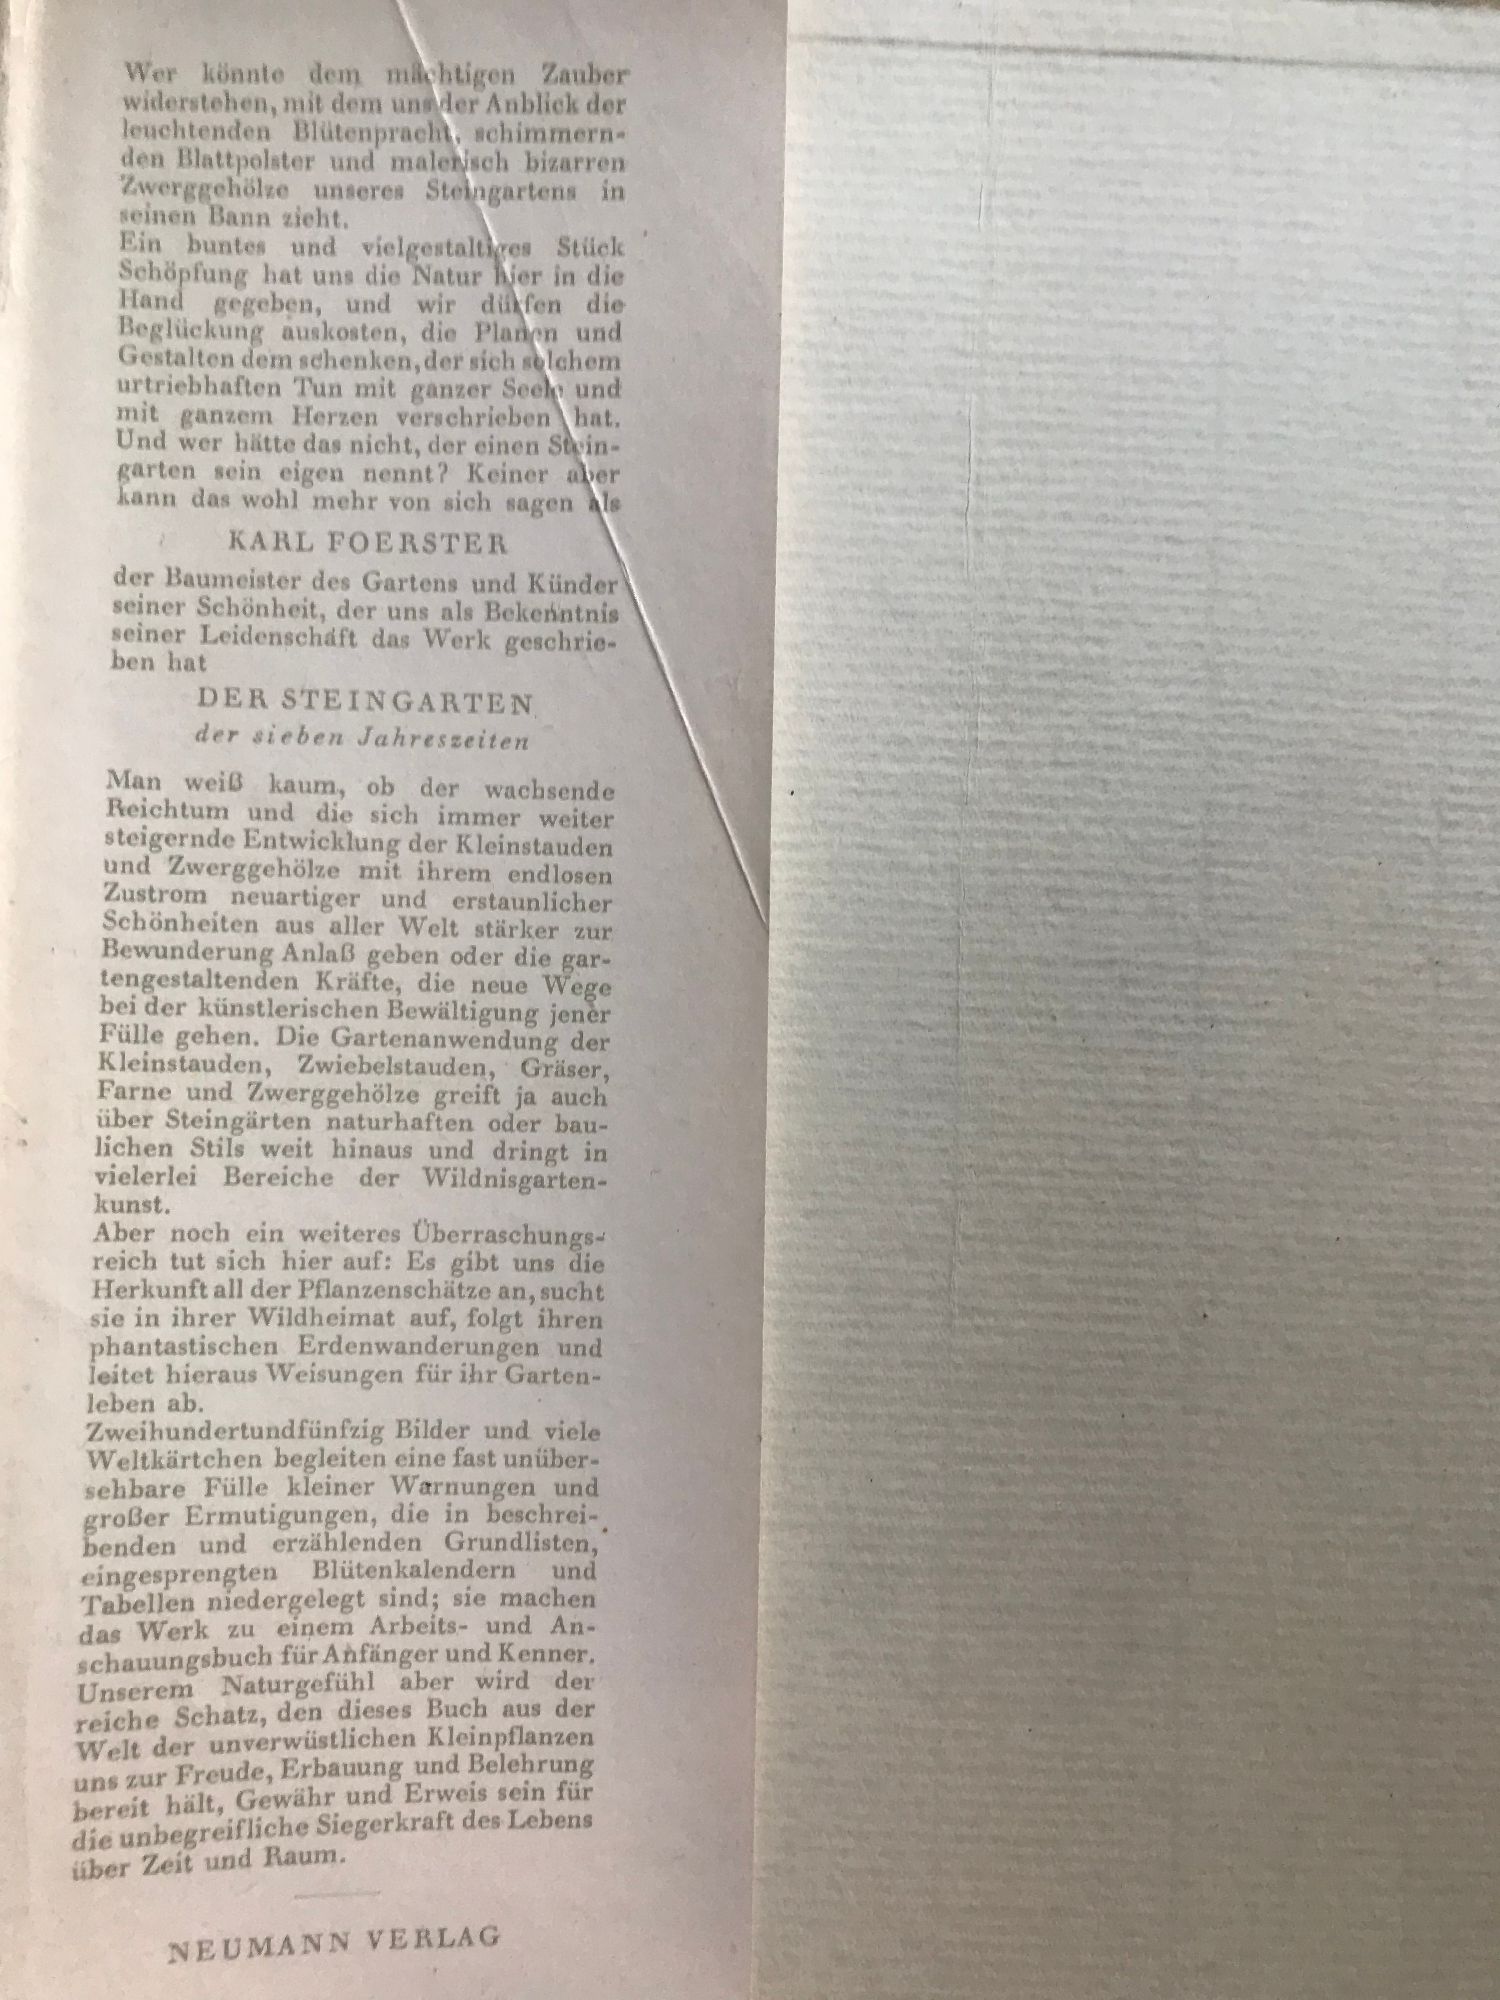 Wer könnte dem mächtigen Zauber
widerstehen, mit dem uns der Anblick der
leuchtenden Blütenpracht, schimmern-
den Blattpolster und malerisch bizarren
Zwerggehölze unseres Steingartens in
seinen Bann zieht.
Ein buntes und vielgestaltiges Stück
Schöpfung hat uns die Natur hier in die
Hand gegeben, und wir dürfen die
Beglückung auskosten, die Planen und
Gestalten dem schenken, der sich solchem
urtriebhaften Tun mit ganzer Seele und
mit ganzem Herzen verschrieben hat.
Und wer hätte das nicht, der einen Stein-
garten sein eigen nennt? Keiner aber
kann das wohl mehr von sich sagen als
KARL FOERSTER
der Baumeister des Gartens und Künder
seiner Schönheit, der uns als Bekenntnis
seiner Leidenschaft das Werk geschrie-
ben hat
DER STEINGARTEN
der sieben Jahreszeiten
Man weiß kaum, ob der wachsende
Reichtum und die sich immer weiter
steigernde Entwicklung der Kleinstauden
und Zwerggehölze mit ihrem endlosen
Zustrom neuartiger und erstaunlicher
Schönheiten aus aller Welt stärker zur
Bewunderung Anlaß geben oder die gar-
tengestaltenden Kräfte, die neue Wege
bei der künstlerischen Bewältigung jener
Fülle gehen. Die Gartenanwendung der
Kleinstauden, Zwiebelstauden, Gräser,
Farne und Zwerggehölze greift ja auch
über Steingärten naturhaften oder bau-
lichen Stils weit hinaus und dringt in
vielerlei Bereiche der Wildnisgarten-
kunst.
Aber noch ein weiteres Überraschungs-
reich tut sich hier auf: Es gibt uns die
Herkunft all der Pflanzenschätze an, sucht
sie in ihrer Wildheimat auf, folgt ihren
phantastischen Erdenwanderungen und
leitet hieraus Weisungen für ihr Garten-
leben ab.
Zweihundertundfünfzig Bilder und viele
Weltkärtchen begleiten eine fast unüber-
sehbare Fülle kleiner Warnungen und
großer Ermutigungen, die in beschrei-
benden und erzählenden Grundlisten,
eingesprengten Blütenkalendern und
Tabellen niedergelegt sind; sie machen
das Werk zu einem Arbeits- und An-
schauungsbuch für Anfänger und Kenner.
Unserem Naturgefühl aber wird der
reiche Schatz, den dieses Buch aus der
Welt der unverwüstlichen Kleinpflanzen
uns zur Freude, Erbauung und Belehrung
bereit hält, Gewähr und Erweis sein für
die unbegreifliche Siegerkraft des Lebens
über Zeit und Raum.
NEUMANN VERLAG